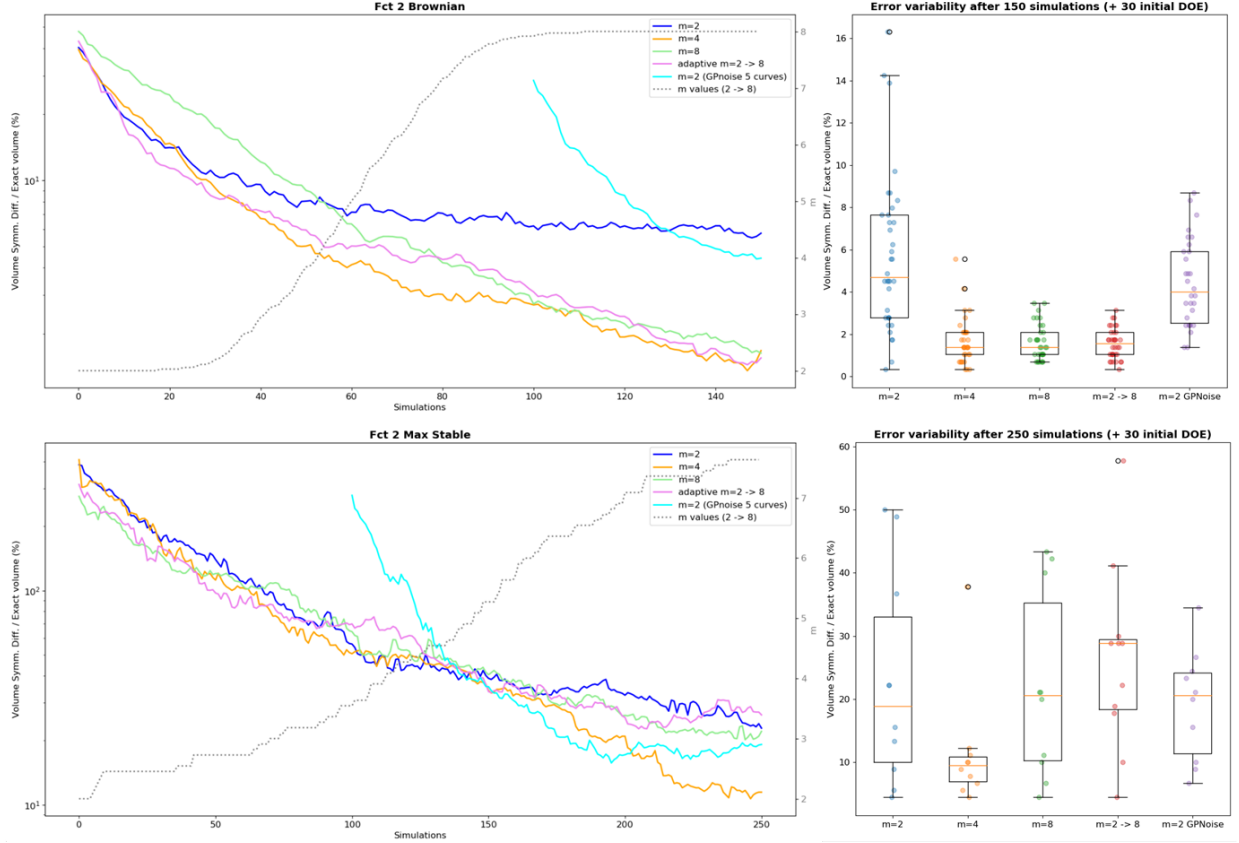 Fct 2 Brownian
m=2
m=4
m=8
adaptive m=2 -> 8
m=2 (GPnoise 5 curves)
m values (2 -> 8)
Volume Symm. Diff. / Exact volume (%)
10¹
8
7
6
5
4
3
2
m
0 20 40 60 80 100 120 140
Simulations
Error variability after 150 simulations (+ 30 initial DOE)
Volume Symm. Diff. / Exact volume (%)
16
14
12
10
8
6
4
2
0
m=2 m=4 m=8 m=2 -> 8 m=2 GPNoise
Fct 2 Max Stable
m=2
m=4
m=8
adaptive m=2 -> 8
m=2 (GPnoise 5 curves)
m values (2 -> 8)
Volume Symm. Diff. / Exact volume (%)
10²
10¹
7
6
5
4
3
2
m
0 50 100 150 200 250
Simulations
Error variability after 250 simulations (+ 30 initial DOE)
Volume Symm. Diff. / Exact volume (%)
60
50
40
30
20
10
m=2 m=4 m=8 m=2 -> 8 m=2 GPNoise